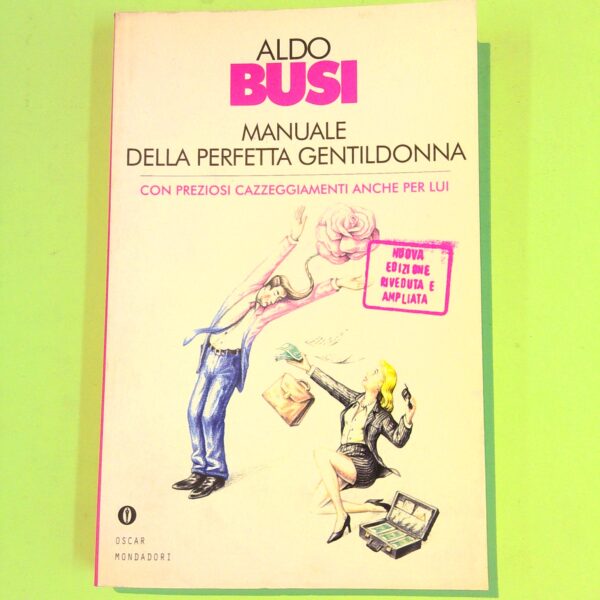 ALDO
BUSI
MANUALE
DELLA PERFETTA GENTILDONNA
CON PREZIOSI CAZZEGGIAMENTI ANCHE PER LUI
NUOVA
EDIZIONE
RIVEDUTA E
AMPLIATA
OSCAR
MONDADORI